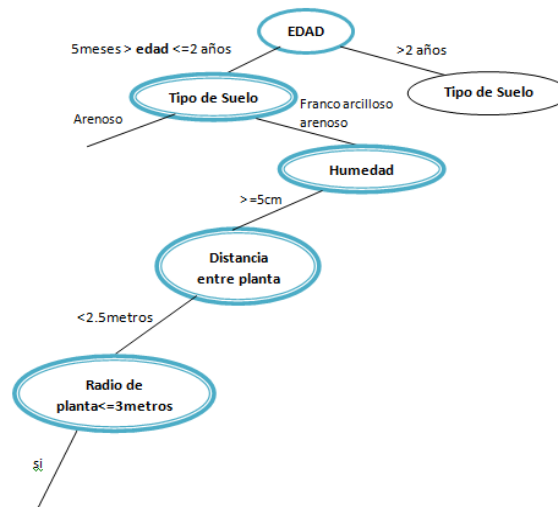 EDAD
5meses > edad <=2 años
>2 años
Tipo de Suelo
Tipo de Suelo
Arenoso
Franco arcilloso
arenoso
Humedad
>=5cm
Distancia
entre planta
<2.5metros
Radio de
planta<=3metros
si